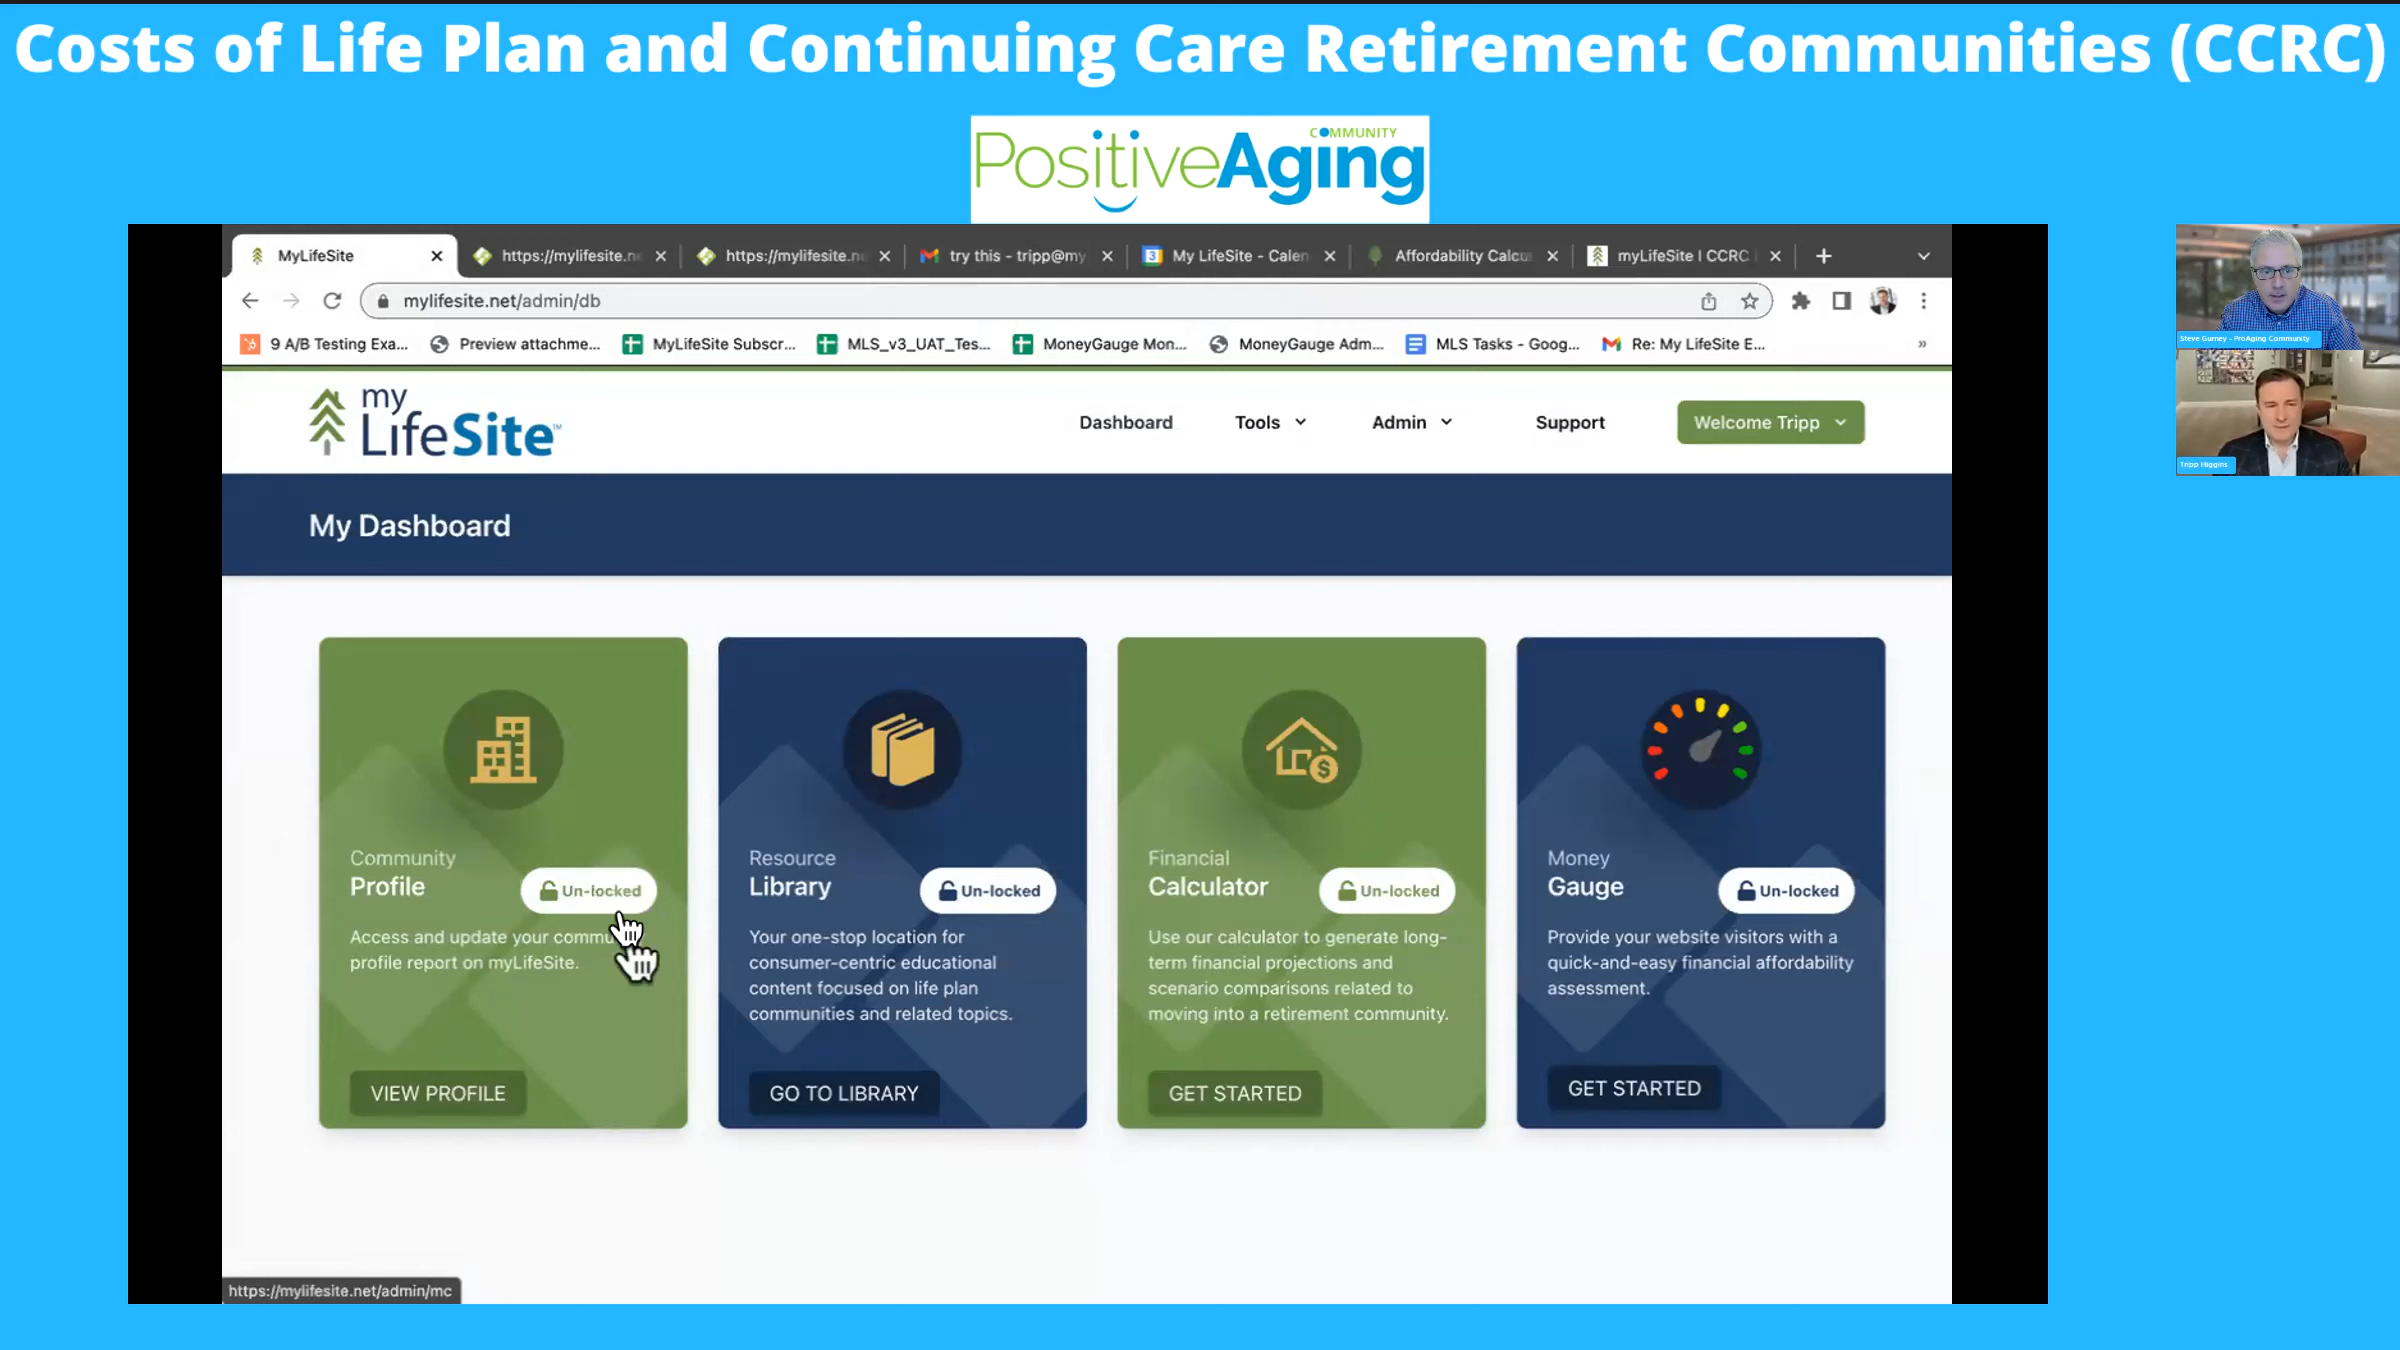 Costs of Life Plan and Continuing Care Retirement Communities (CCRC)
COMMUNITY
PositiveAging
MyLifeSite
https://mylifesite.n
https://mylifesite.n
try this - tripp@my
My LifeSite - Calen
Affordability Calcu
myLifeSite | CCRC
mylifesite.net/admin/db
9 A/B Testing Exa...
Preview attachme...
MyLifeSite Subscr...
MLS_v3_UAT_Tes...
MoneyGauge Mon...
MoneyGauge Adm...
MLS Tasks - Goog...
Re: My LifeSite E...
»
my
LifeSite™
Dashboard
Tools
Admin
Support
Welcome Tripp
My Dashboard
Community
Profile
Un-locked
Access and update your commu
profile report on myLifeSite.
VIEW PROFILE
Resource
Library
Un-locked
Your one-stop location for
consumer-centric educational
content focused on life plan
communities and related topics.
GO TO LIBRARY
Financial
Calculator
Un-locked
Use our calculator to generate long-
term financial projections and
scenario comparisons related to
moving into a retirement community.
GET STARTED
Money
Gauge
Un-locked
Provide your website visitors with a
quick-and-easy financial affordability
assessment.
GET STARTED
https://mylifesite.net/admin/mc
Steve Gurney - ProAging Community
Tripp Higgins